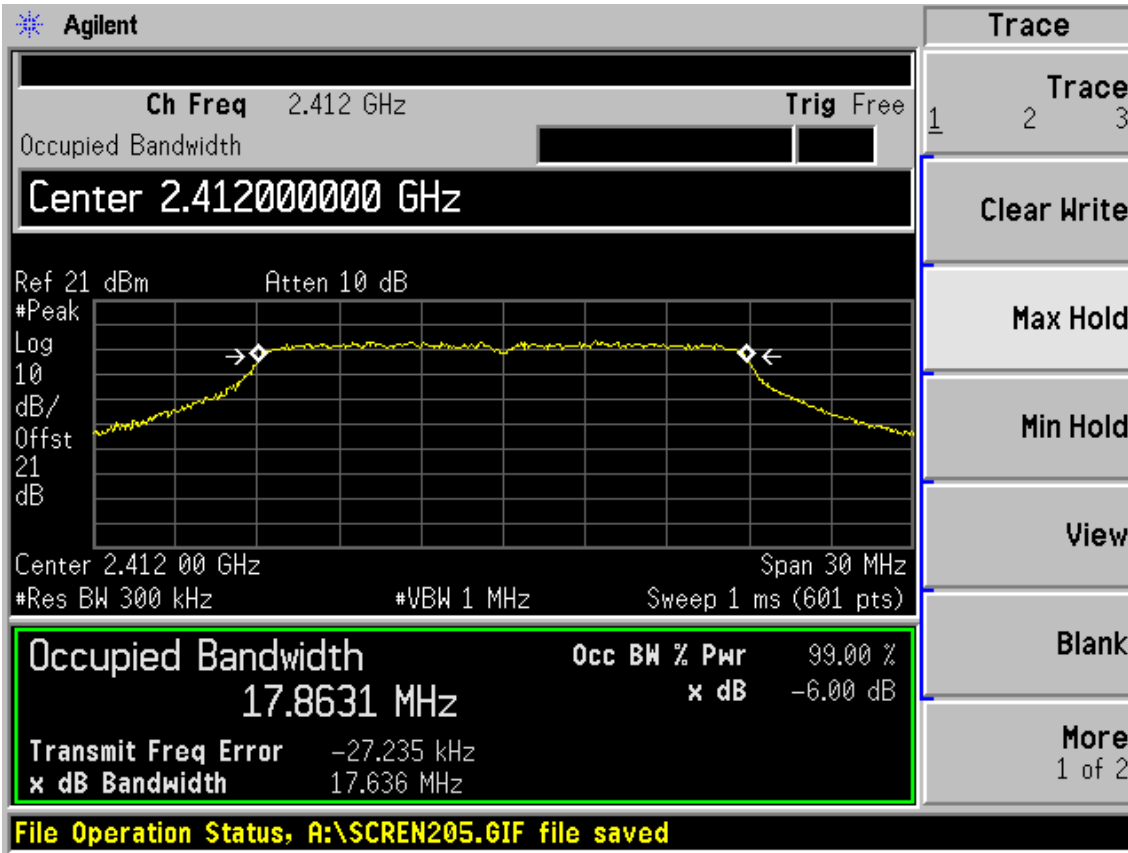 Agilent
Trace
Ch Freq 2.412 GHz Trig Free
Occupied Bandwidth
Center 2.412000000 GHz
Ref 21 dBm Atten 10 dB
#Peak
Log
10
dB/
Offst
21
dB
Center 2.412 00 GHz Span 30 MHz
#Res BW 300 kHz #VBW 1 MHz Sweep 1 ms (601 pts)
Occupied Bandwidth Occ BW % Pwr 99.00 %
17.8631 MHz x dB -6.00 dB
Transmit Freq Error -27.235 kHz
x dB Bandwidth 17.636 MHz
File Operation Status, A:\SCREN205.GIF file saved
Trace
1 2 3
Clear Write
Max Hold
Min Hold
View
Blank
More
1 of 2